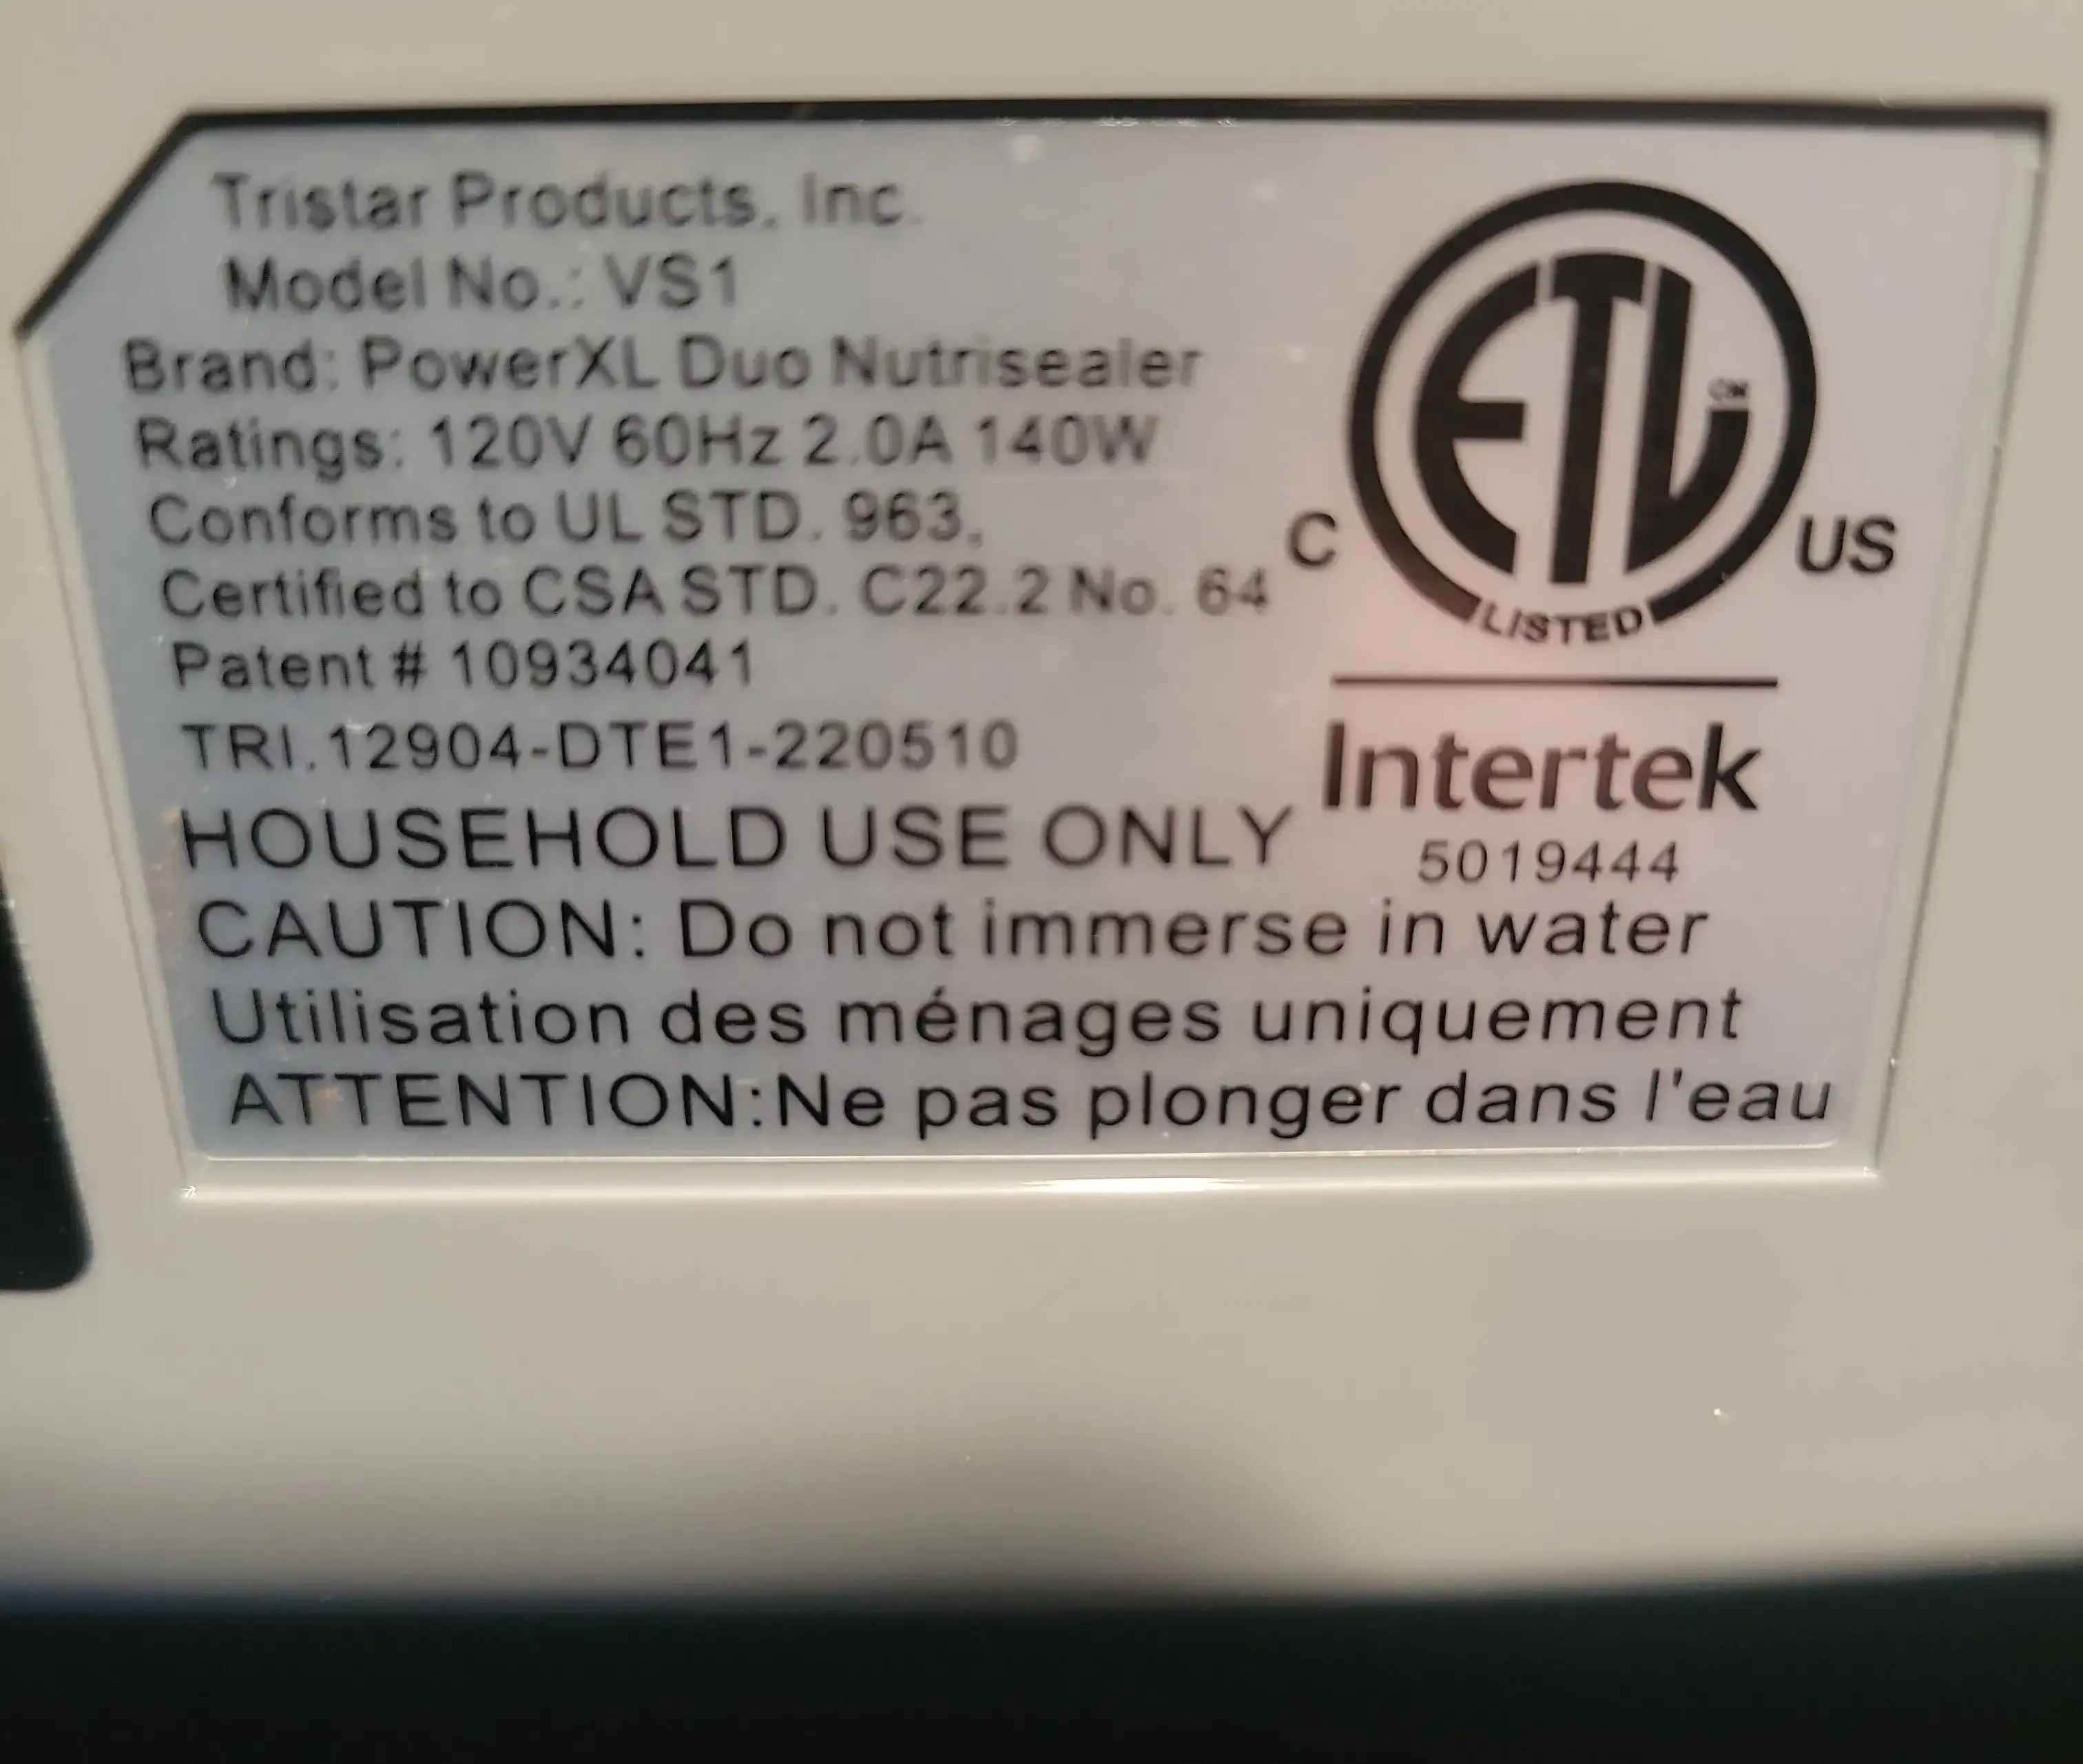 Tristar Products, Inc.
Model No.: VS1
Brand: PowerXL Duo Nutrisealer
Ratings: 120V 60Hz 2.0A 140W
Conforms to UL STD. 963,
Certified to CSA STD. C22.2 No. 64
Patent # 10934041
TRI.12904-DTE1-220510
HOUSEHOLD USE ONLY
CAUTION: Do not immerse in water
Utilisation des ménages uniquement
ATTENTION:Ne pas plonger dans l'eau
ETL CM
C US
LISTED
Intertek
5019444